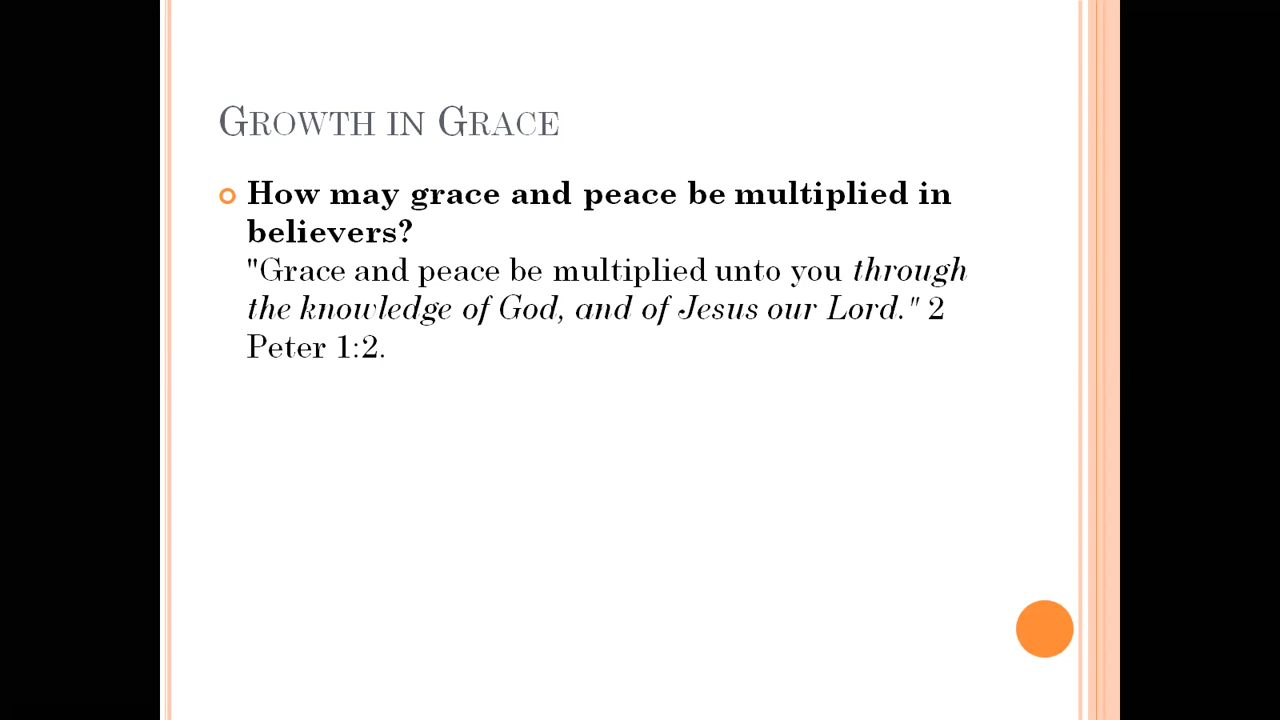 Growth in Grace
How may grace and peace be multiplied in
believers?
"Grace and peace be multiplied unto you through
the knowledge of God, and of Jesus our Lord." 2
Peter 1:2.